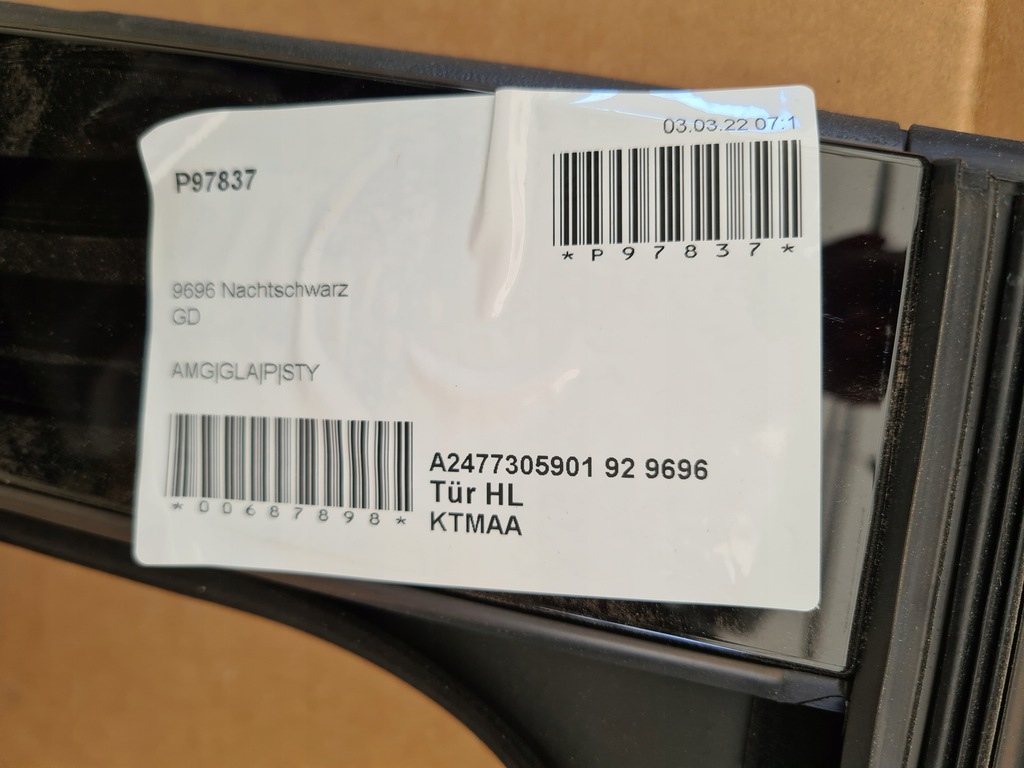 03.03.22 07:1
P97837
*P97837*
9696 Nachtschwarz
GD
AMG|GLA|P|STY
*00687898*
A2477305901 92 9696
Tür HL
KTMAA